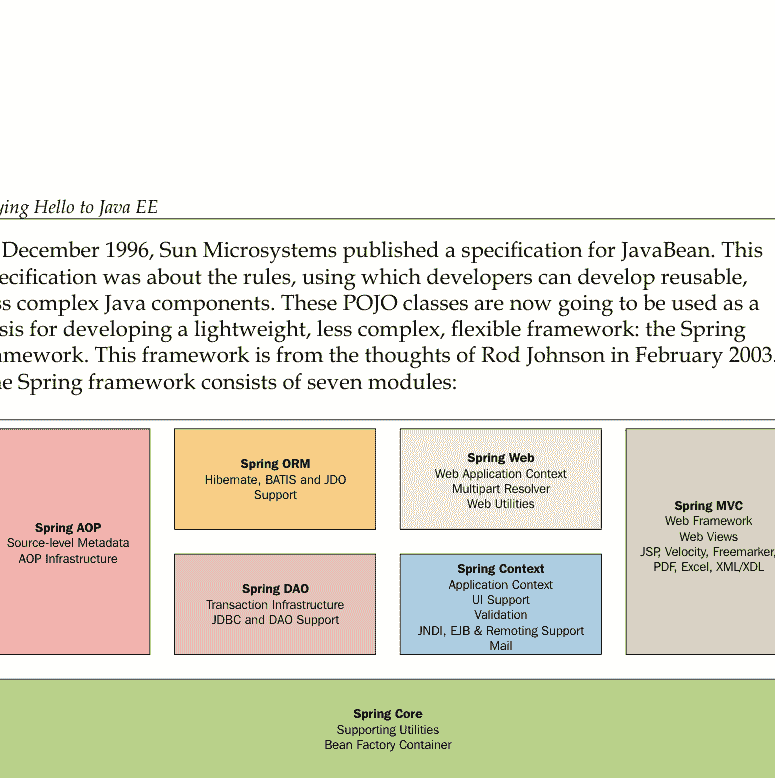 ying Hello to Java EE
December 1996, Sun Microsystems published a specification for JavaBean. This
ecification was about the rules, using which developers can develop reusable,
ss complex Java components. These POJO classes are now going to be used as a
sis for developing a lightweight, less complex, flexible framework: the Spring
amework. This framework is from the thoughts of Rod Johnson in February 2003.
e Spring framework consists of seven modules:
Spring AOP
Source-level Metadata
AOP Infrastructure
Spring ORM
Hibernate, BATIS and JDO
Support
Spring DAO
Transaction Infrastructure
JDBC and DAO Support
Spring Web
Web Application Context
Multipart Resolver
Web Utilities
Spring Context
Application Context
UI Support
Validation
JNDI, EJB & Remoting Support
Mail
Spring MVC
Web Framework
Web Views
JSP, Velocity, Freemarker,
PDF, Excel, XML/XDL
Spring Core
Supporting Utilities
Bean Factory Container